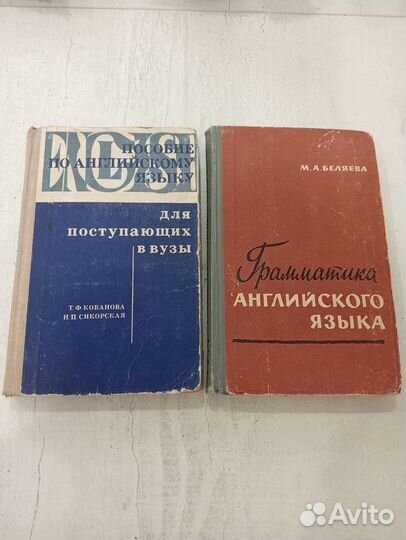 ENGLISH
ПОСОБИЕ
ПО АНГЛИЙСКОМУ
ЯЗЫКУ
ДЛЯ
ПОСТУПАЮЩИХ
В ВУЗЫ
Т.Ф. КОВАНОВА
И.П. СИКОРСКАЯ
М.А. БЕЛЯЕВА
Грамматика
АНГЛИЙСКОГО
ЯЗЫКА
Avito